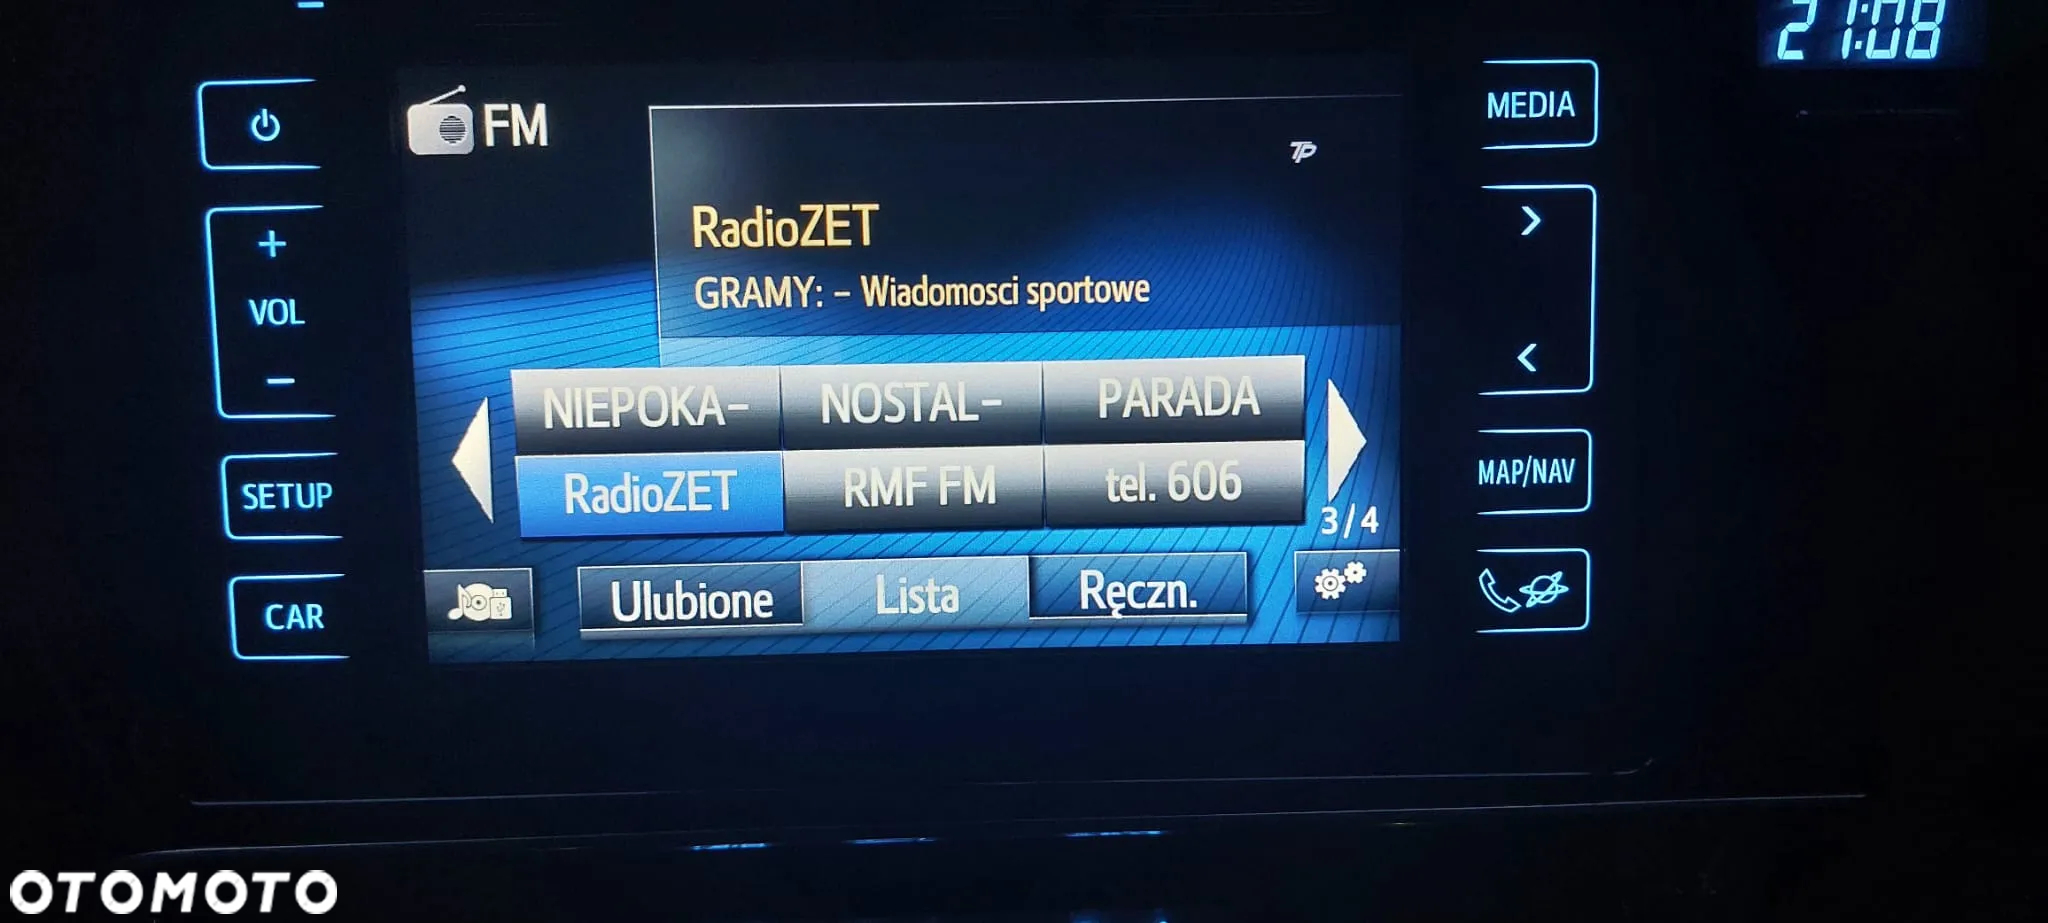 21:08
FM
MEDIA
TP
RadioZET
GRAMY: - Wiadomosci sportowe
+
VOL
-
NIEPOKA-
NOSTAL-
PARADA
RadioZET
RMF FM
tel. 606
3/4
SETUP
MAP/NAV
Ulubione
Lista
Ręczn.
CAR
OTOMOTO